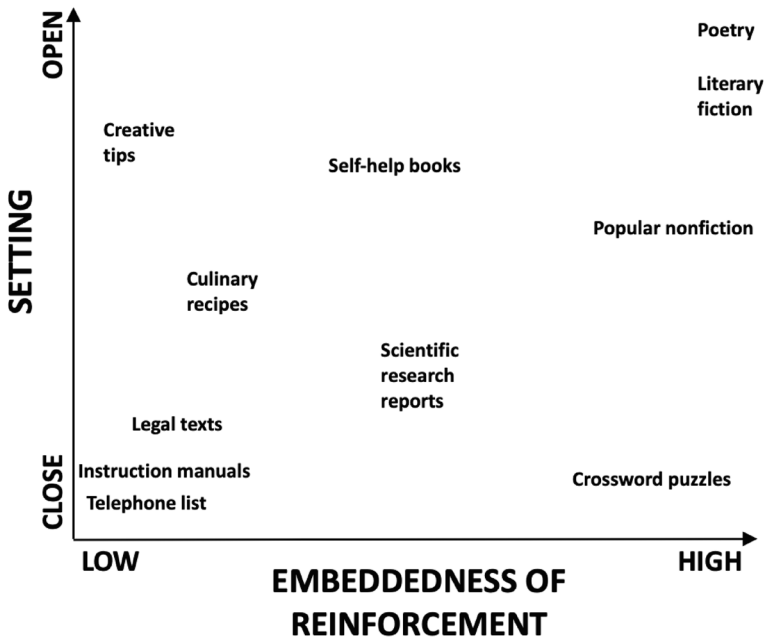 OPEN
Poetry
Literary
fiction
Creative
tips
Self-help books
SETTING
Popular nonfiction
Culinary
recipes
Scientific
research
reports
Legal texts
CLOSE
Instruction manuals
Crossword puzzles
Telephone list
LOW
HIGH
EMBEDDEDNESS OF
REINFORCEMENT